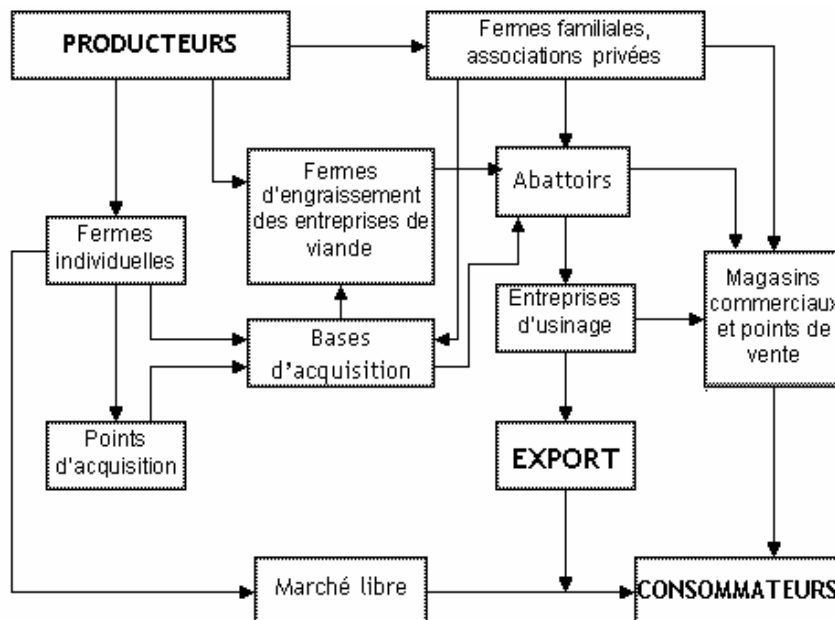 PRODUCTEURS
Fermes familiales,
associations privées
Fermes
d'engraissement
des entreprises de
viande
Abattoirs
Fermes
individuelles
Magasins
commerciaux
et points de
vente
Entreprises
d'usinage
Bases
d'acquisition
Points
d'acquisition
EXPORT
Marché libre
CONSOMMATEURS